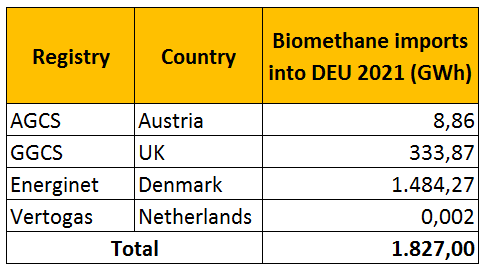 Registry Country Biomethane imports
into DEU 2021 (GWh)
AGCS Austria 8,86
GGCS UK 333,87
Energinet Denmark 1.484,27
Vertogas Netherlands 0,002
Total 1.827,00